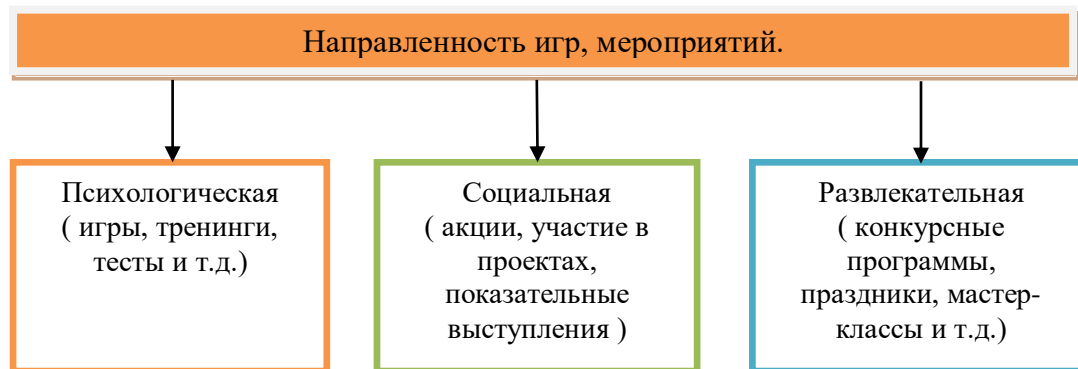 Направленность игр, мероприятий.
Психологическая
( игры, тренинги,
тесты и т.д.)
Социальная
( акции, участие в
проектах,
показательные
выступления )
Развлекательная
( конкурсные
программы,
праздники, мастер-
классы и т.д.)